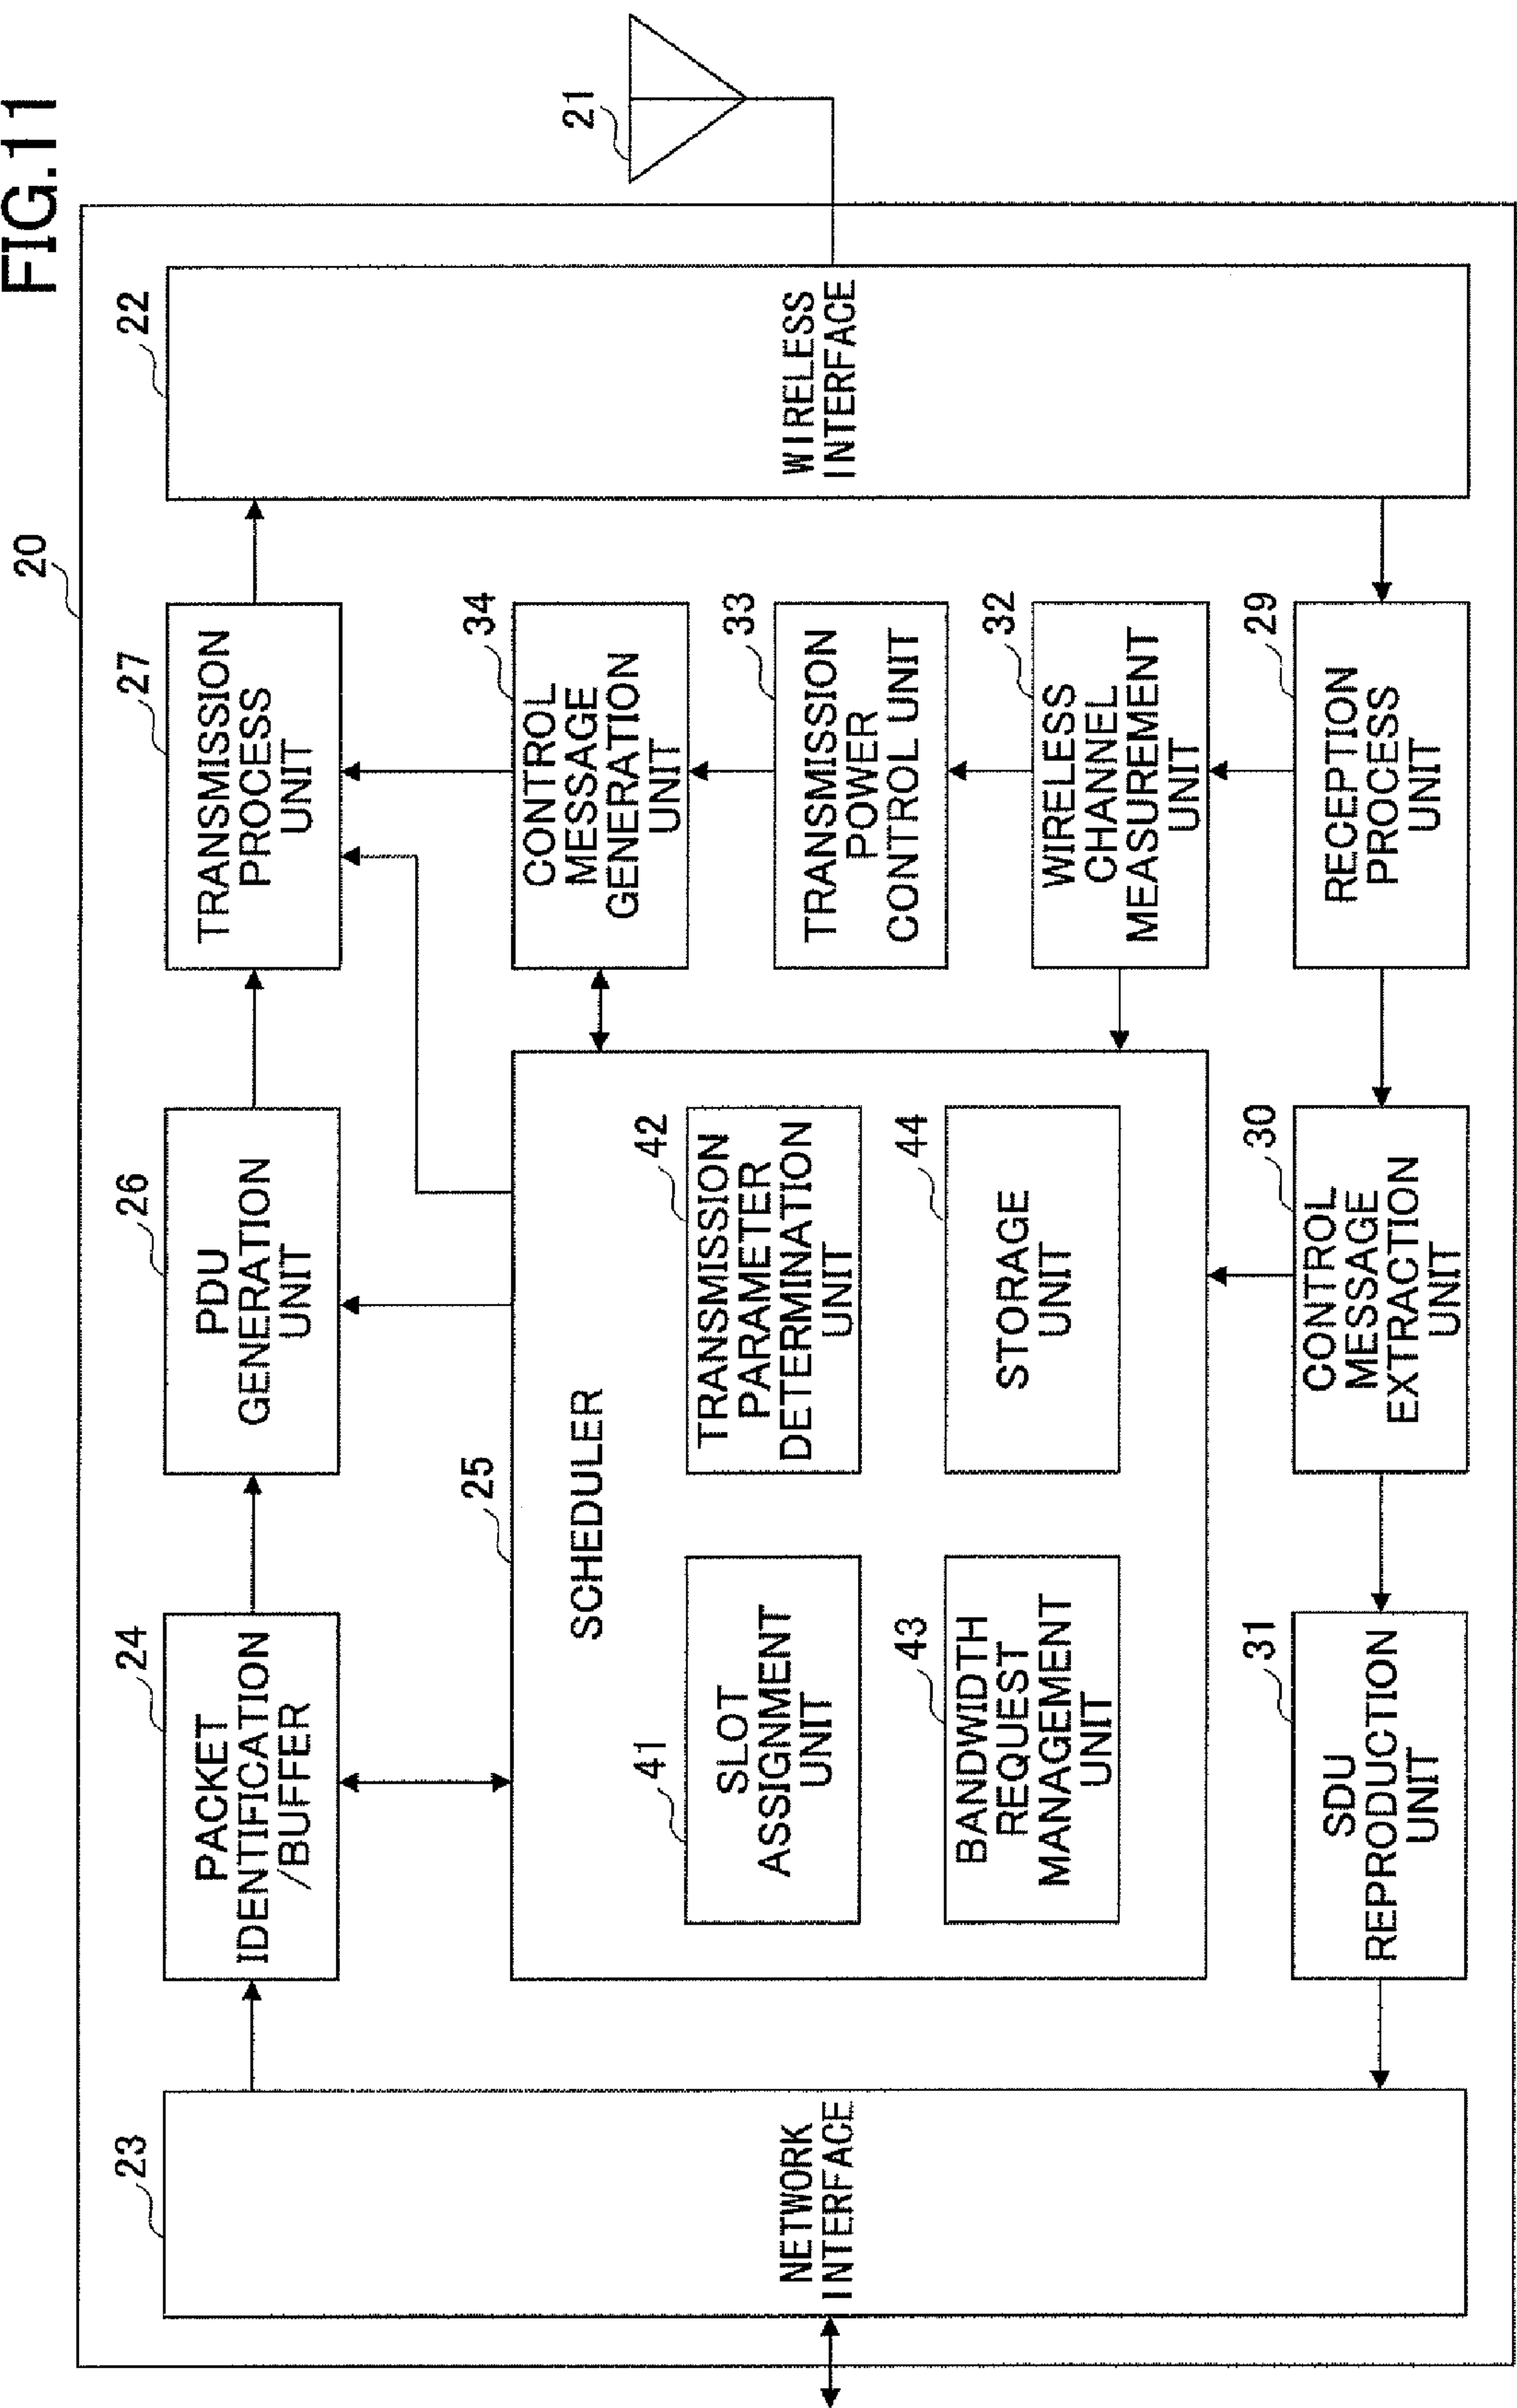 FIG.11
20
21
22
WIRELESS
INTERFACE
23
NETWORK
INTERFACE
24
PACKET
IDENTIFICATION
/BUFFER
26
PDU
GENERATION
UNIT
27
TRANSMISSION
PROCESS
UNIT
25
SCHEDULER
41
SLOT
ASSIGNMENT
UNIT
42
TRANSMISSION
PARAMETER
DETERMINATION
UNIT
43
BANDWIDTH
REQUEST
MANAGEMENT
UNIT
44
STORAGE
UNIT
34
CONTROL
MESSAGE
GENERATION
UNIT
33
TRANSMISSION
POWER
CONTROL UNIT
32
WIRELESS
CHANNEL
MEASUREMENT
UNIT
31
SDU
REPRODUCTION
UNIT
30
CONTROL
MESSAGE
EXTRACTION
UNIT
29
RECEPTION
PROCESS
UNIT